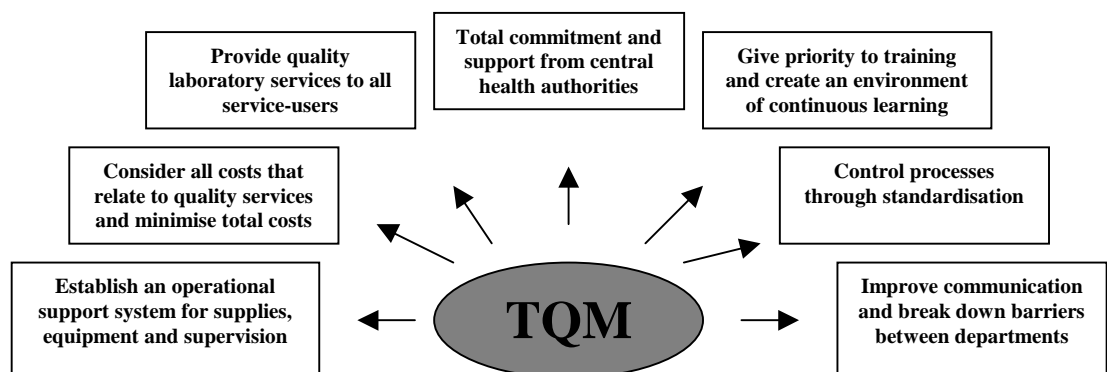 Total commitment and
support from central
health authorities
Provide quality
laboratory services to all
service-users
Give priority to training
and create an environment
of continuous learning
Consider all costs that
relate to quality services
and minimise total costs
Control processes
through standardisation
Establish an operational
support system for supplies,
equipment and supervision
TQM
Improve communication
and break down barriers
between departments